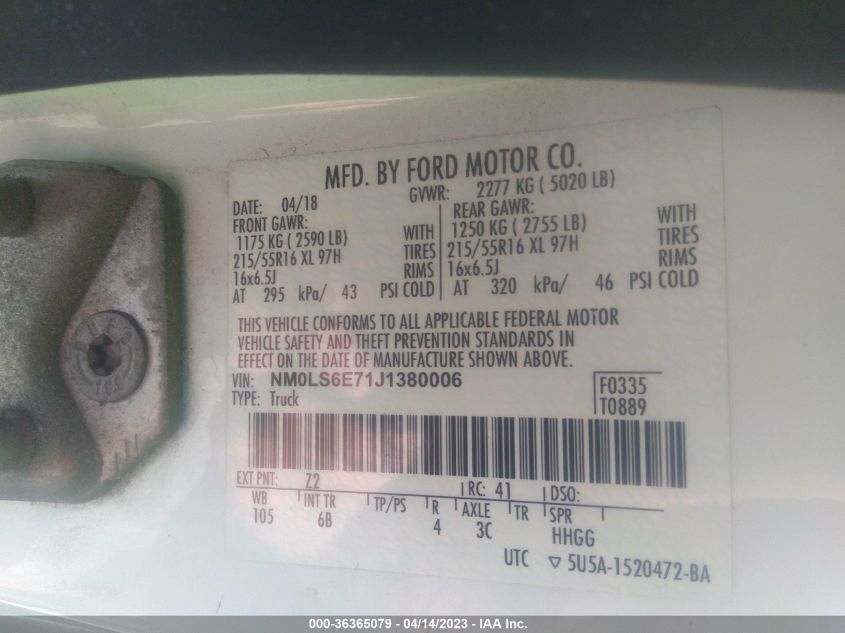 MFD. BY FORD MOTOR CO.
DATE: 04/18 GVWR: 2277 KG ( 5020 LB)
FRONT GAWR: REAR GAWR:
1175 KG ( 2590 LB) WITH 1250 KG ( 2755 LB) WITH
215/55R16 XL 97H TIRES 215/55R16 XL 97H TIRES
16x6.5J RIMS 16x6.5J RIMS
AT 295 kPa/ 43 PSI COLD AT 320 kPa/ 46 PSI COLD
THIS VEHICLE CONFORMS TO ALL APPLICABLE FEDERAL MOTOR
VEHICLE SAFETY AND THEFT PREVENTION STANDARDS IN
EFFECT ON THE DATE OF MANUFACTURE SHOWN ABOVE.
VIN: NM0LS6E71J1380006 F0335
TYPE: Truck T0889
EXT PNT: Z2 RC: 41 DSO:
WB INT TR TP/PS R AXLE TR SPR
105 6B 4 3C HHGG
UTC ▽ 5U5A-1520472-BA
000-36365079 - 04/14/2023 - IAA Inc.